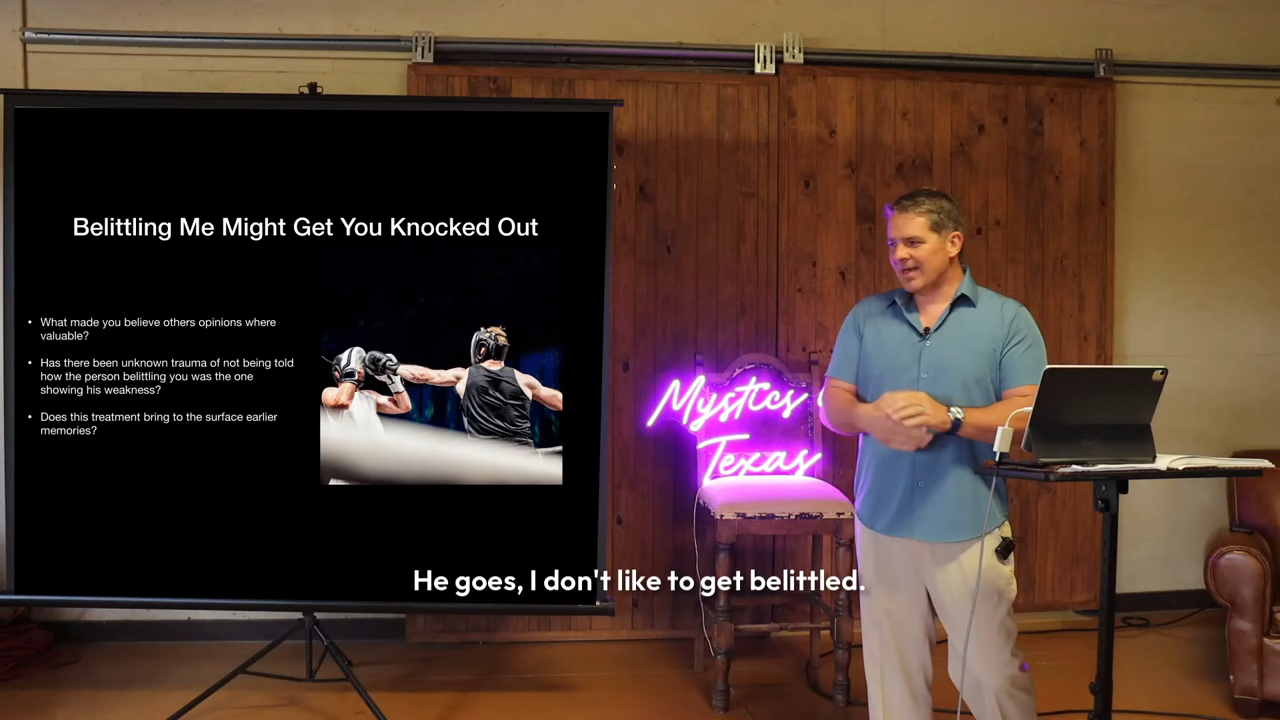 Belittling Me Might Get You Knocked Out
• What made you believe others opinions where
valuable?
• Has there been unknown trauma of not being told
how the person belittling you was the one
showing his weakness?
• Does this treatment bring to the surface earlier
memories?
Mystics
Texas
He goes, I don't like to get belittled.